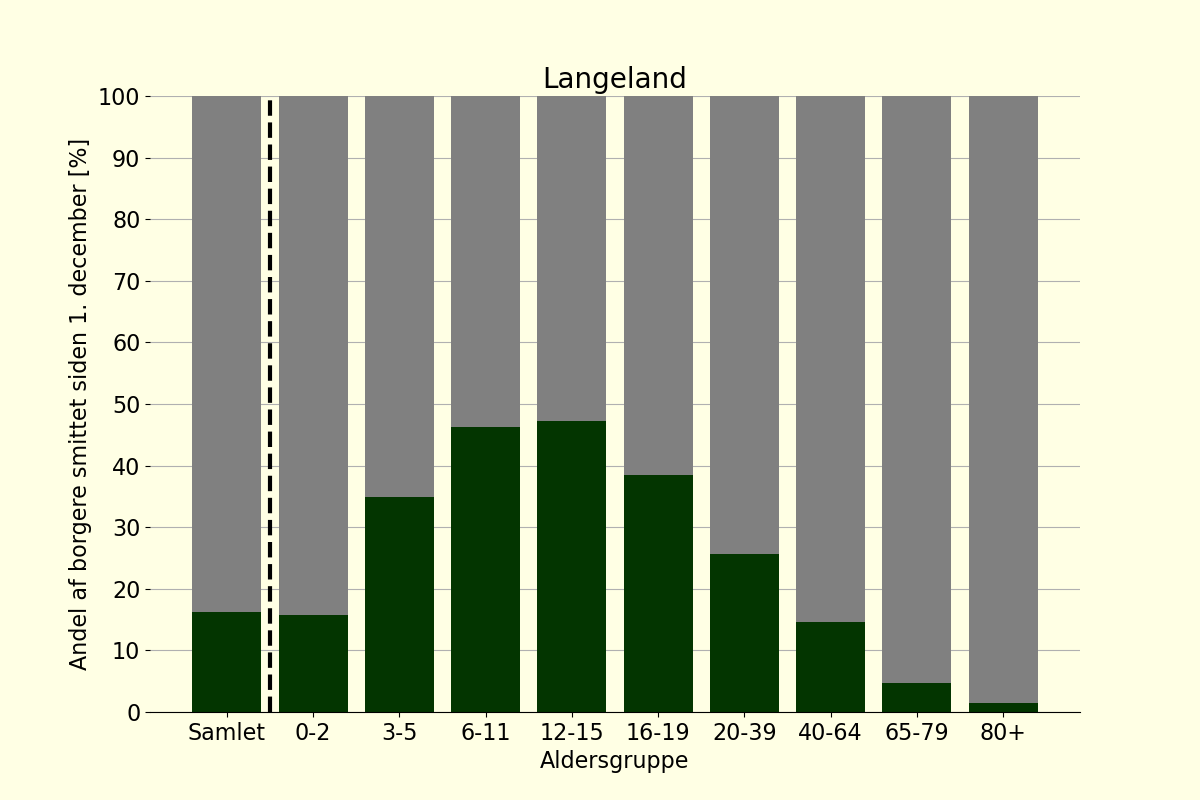 Langeland
Andel af borgere smittet siden 1. december [%]
100
90
80
70
60
50
40
30
20
10
0
Samlet 0-2 3-5 6-11 12-15 16-19 20-39 40-64 65-79 80+
Aldersgruppe